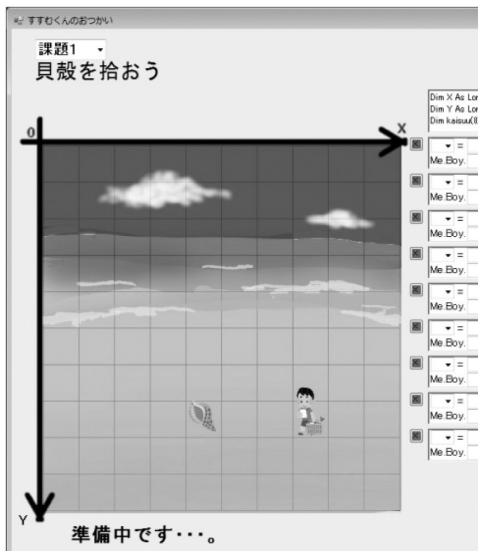 すすむくんのおつかい
課題1
貝殻を拾おう
Dim X As Lon
Dim Y As Lon
Dim kaisuu(8)
0
X
=
Me.Boy.
=
Me.Boy.
=
Me.Boy.
=
Me.Boy.
=
Me.Boy.
=
Me.Boy.
=
Me.Boy.
=
Me.Boy.
=
Me.Boy.
Y
準備中です・・・。